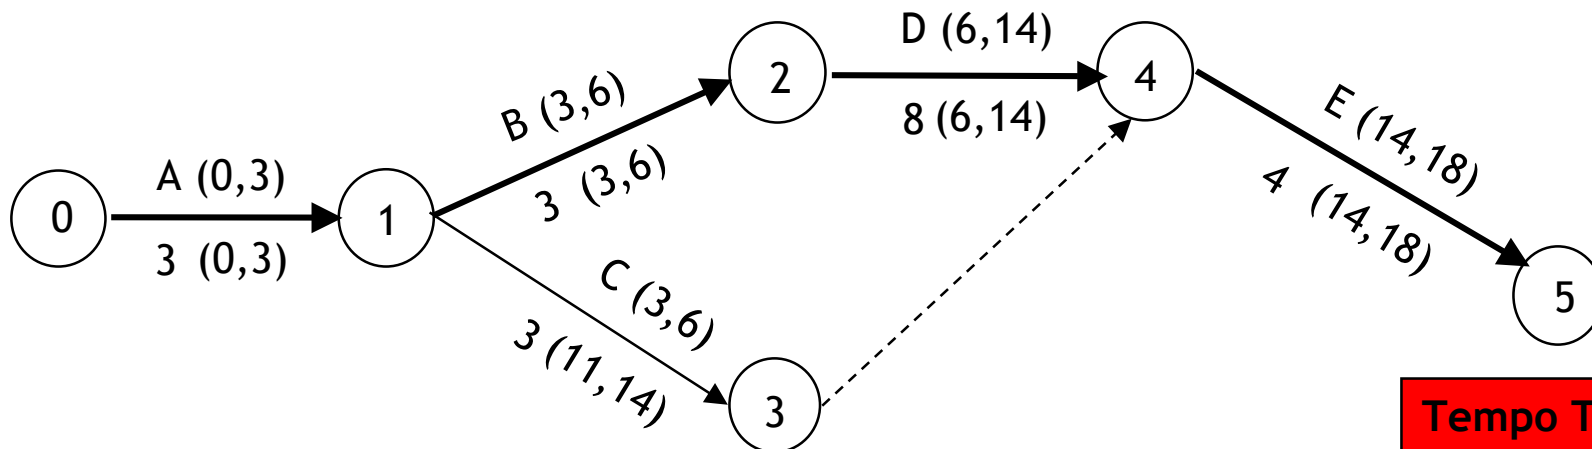 D (6,14)
2
4
8 (6,14)
B (3,6)
E (14,18)
3 (3,6)
4 (14,18)
A (0,3)
0
1
3 (0,3)
C (3,6)
5
3 (11,14)
3
Tempo T